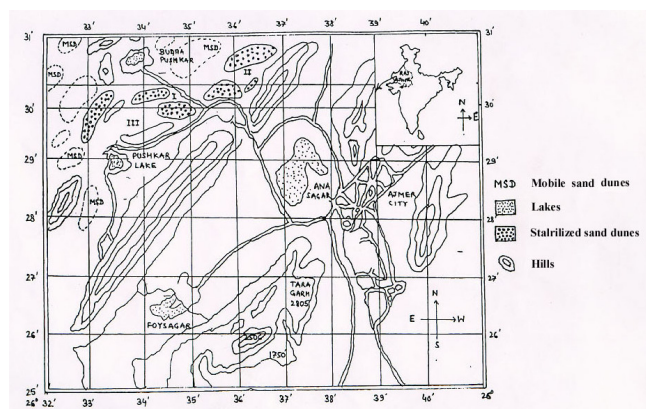 33' 34' 35' 36' 37' 38' 39' 40'
31' 31'
MSD MSD
BUDHA
PUSHKAR
MSD II
RAJ
N
E
30' 30'
I
III
MSD
PUSHKAR
LAKE
29' 29'
MSD
ANA
SAGAR
AJMER
CITY
28' 28'
27' 27'
TARA
GARH
2805
N
E W
S
FOYSAGAR
26' 26'
1750
25' 25'
26° 32' 33' 34' 35' 36' 37' 38' 39' 40' 26°
MSD Mobile sand dunes
Lakes
Stalrilized sand dunes
Hills